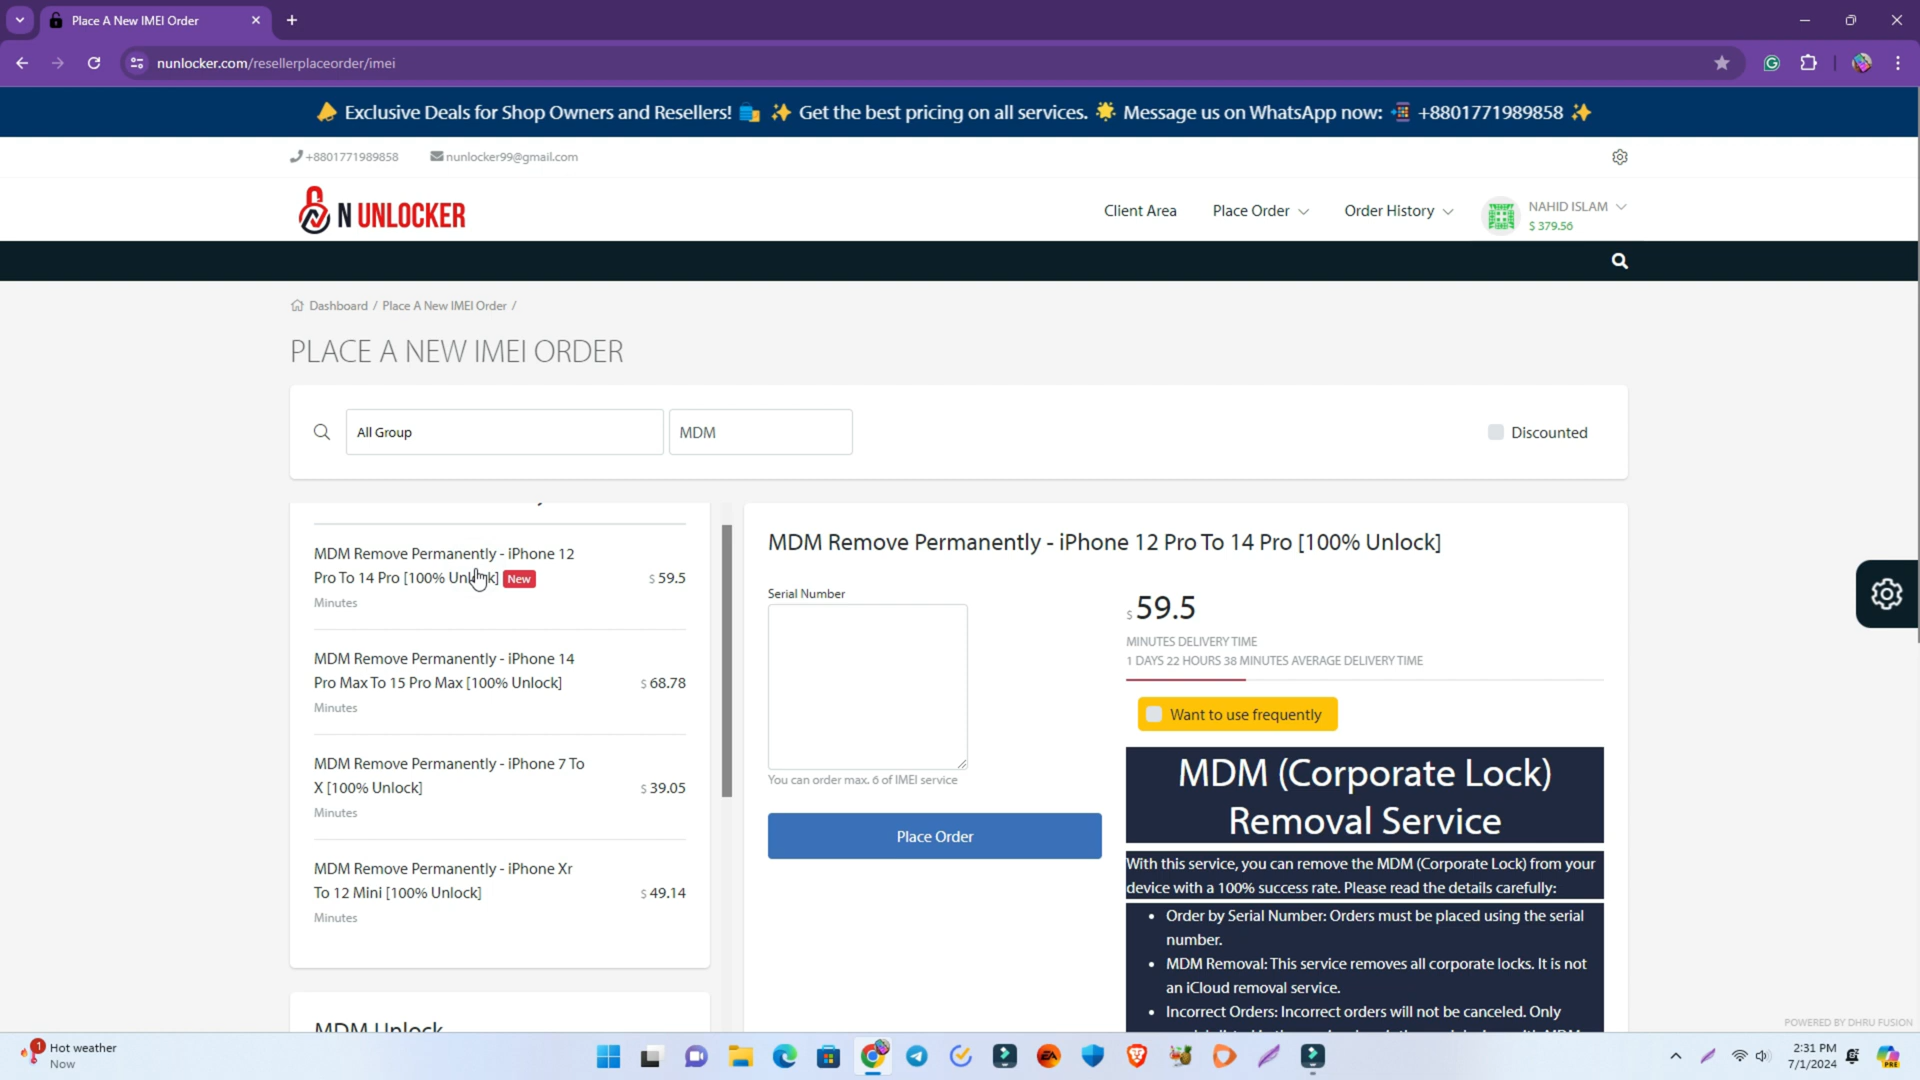 Place A New IMEI Order
nunlocker.com/resellerplaceorder/imei
Exclusive Deals for Shop Owners and Resellers! Get the best pricing on all services. Message us on WhatsApp now: +8801771989858
+8801771989858 nunlocker99@gmail.com
N UNLOCKER
Client Area Place Order Order History NAHID ISLAM
$ 379.56
Dashboard / Place A New IMEI Order /
PLACE A NEW IMEI ORDER
All Group MDM Discounted
MDM Remove Permanently - iPhone 12
Pro To 14 Pro [100% Unlock] New $ 59.5
Minutes
MDM Remove Permanently - iPhone 14
Pro Max To 15 Pro Max [100% Unlock] $ 68.78
Minutes
MDM Remove Permanently - iPhone 7 To
X [100% Unlock] $ 39.05
Minutes
MDM Remove Permanently - iPhone Xr
To 12 Mini [100% Unlock] $ 49.14
Minutes
MDM Unlock
MDM Remove Permanently - iPhone 12 Pro To 14 Pro [100% Unlock]
Serial Number
You can order max. 6 of IMEI service
Place Order
$ 59.5
MINUTES DELIVERY TIME
1 DAYS 22 HOURS 38 MINUTES AVERAGE DELIVERY TIME
Want to use frequently
MDM (Corporate Lock)
Removal Service
With this service, you can remove the MDM (Corporate Lock) from your
device with a 100% success rate. Please read the details carefully:
• Order by Serial Number: Orders must be placed using the serial
number.
• MDM Removal: This service removes all corporate locks. It is not
an iCloud removal service.
• Incorrect Orders: Incorrect orders will not be canceled. Only
POWERED BY DHRU FUSION
1 Hot weather
Now
2:31 PM
7/1/2024
PRE